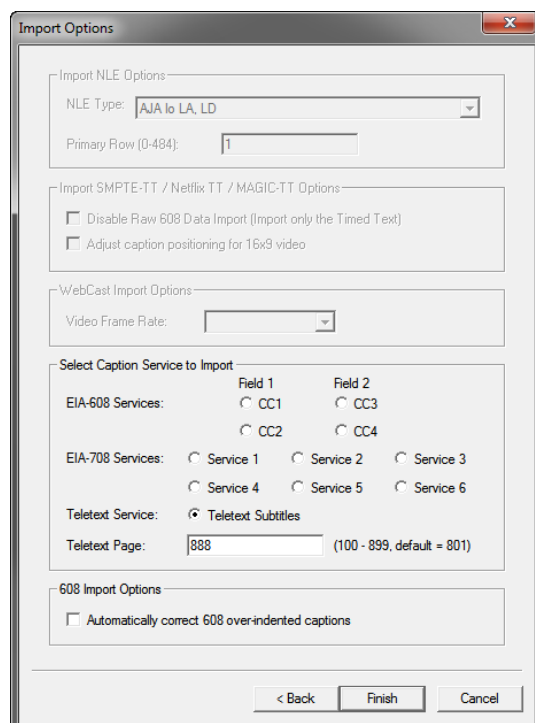 Import Options
Import NLE Options
NLE Type: AJA Io LA, LD
Primary Row (0-484): 1
Import SMPTE-TT / Netflix TT / MAGIC-TT Options
Disable Raw 608 Data Import (Import only the Timed Text)
Adjust caption positioning for 16x9 video
WebCast Import Options
Video Frame Rate:
Select Caption Service to Import
Field 1 Field 2
EIA-608 Services: CC1 CC3
CC2 CC4
EIA-708 Services: Service 1 Service 2 Service 3
Service 4 Service 5 Service 6
Teletext Service: Teletext Subtitles
Teletext Page: 888 (100 - 899, default = 801)
608 Import Options
Automatically correct 608 over-indented captions
< Back Finish Cancel